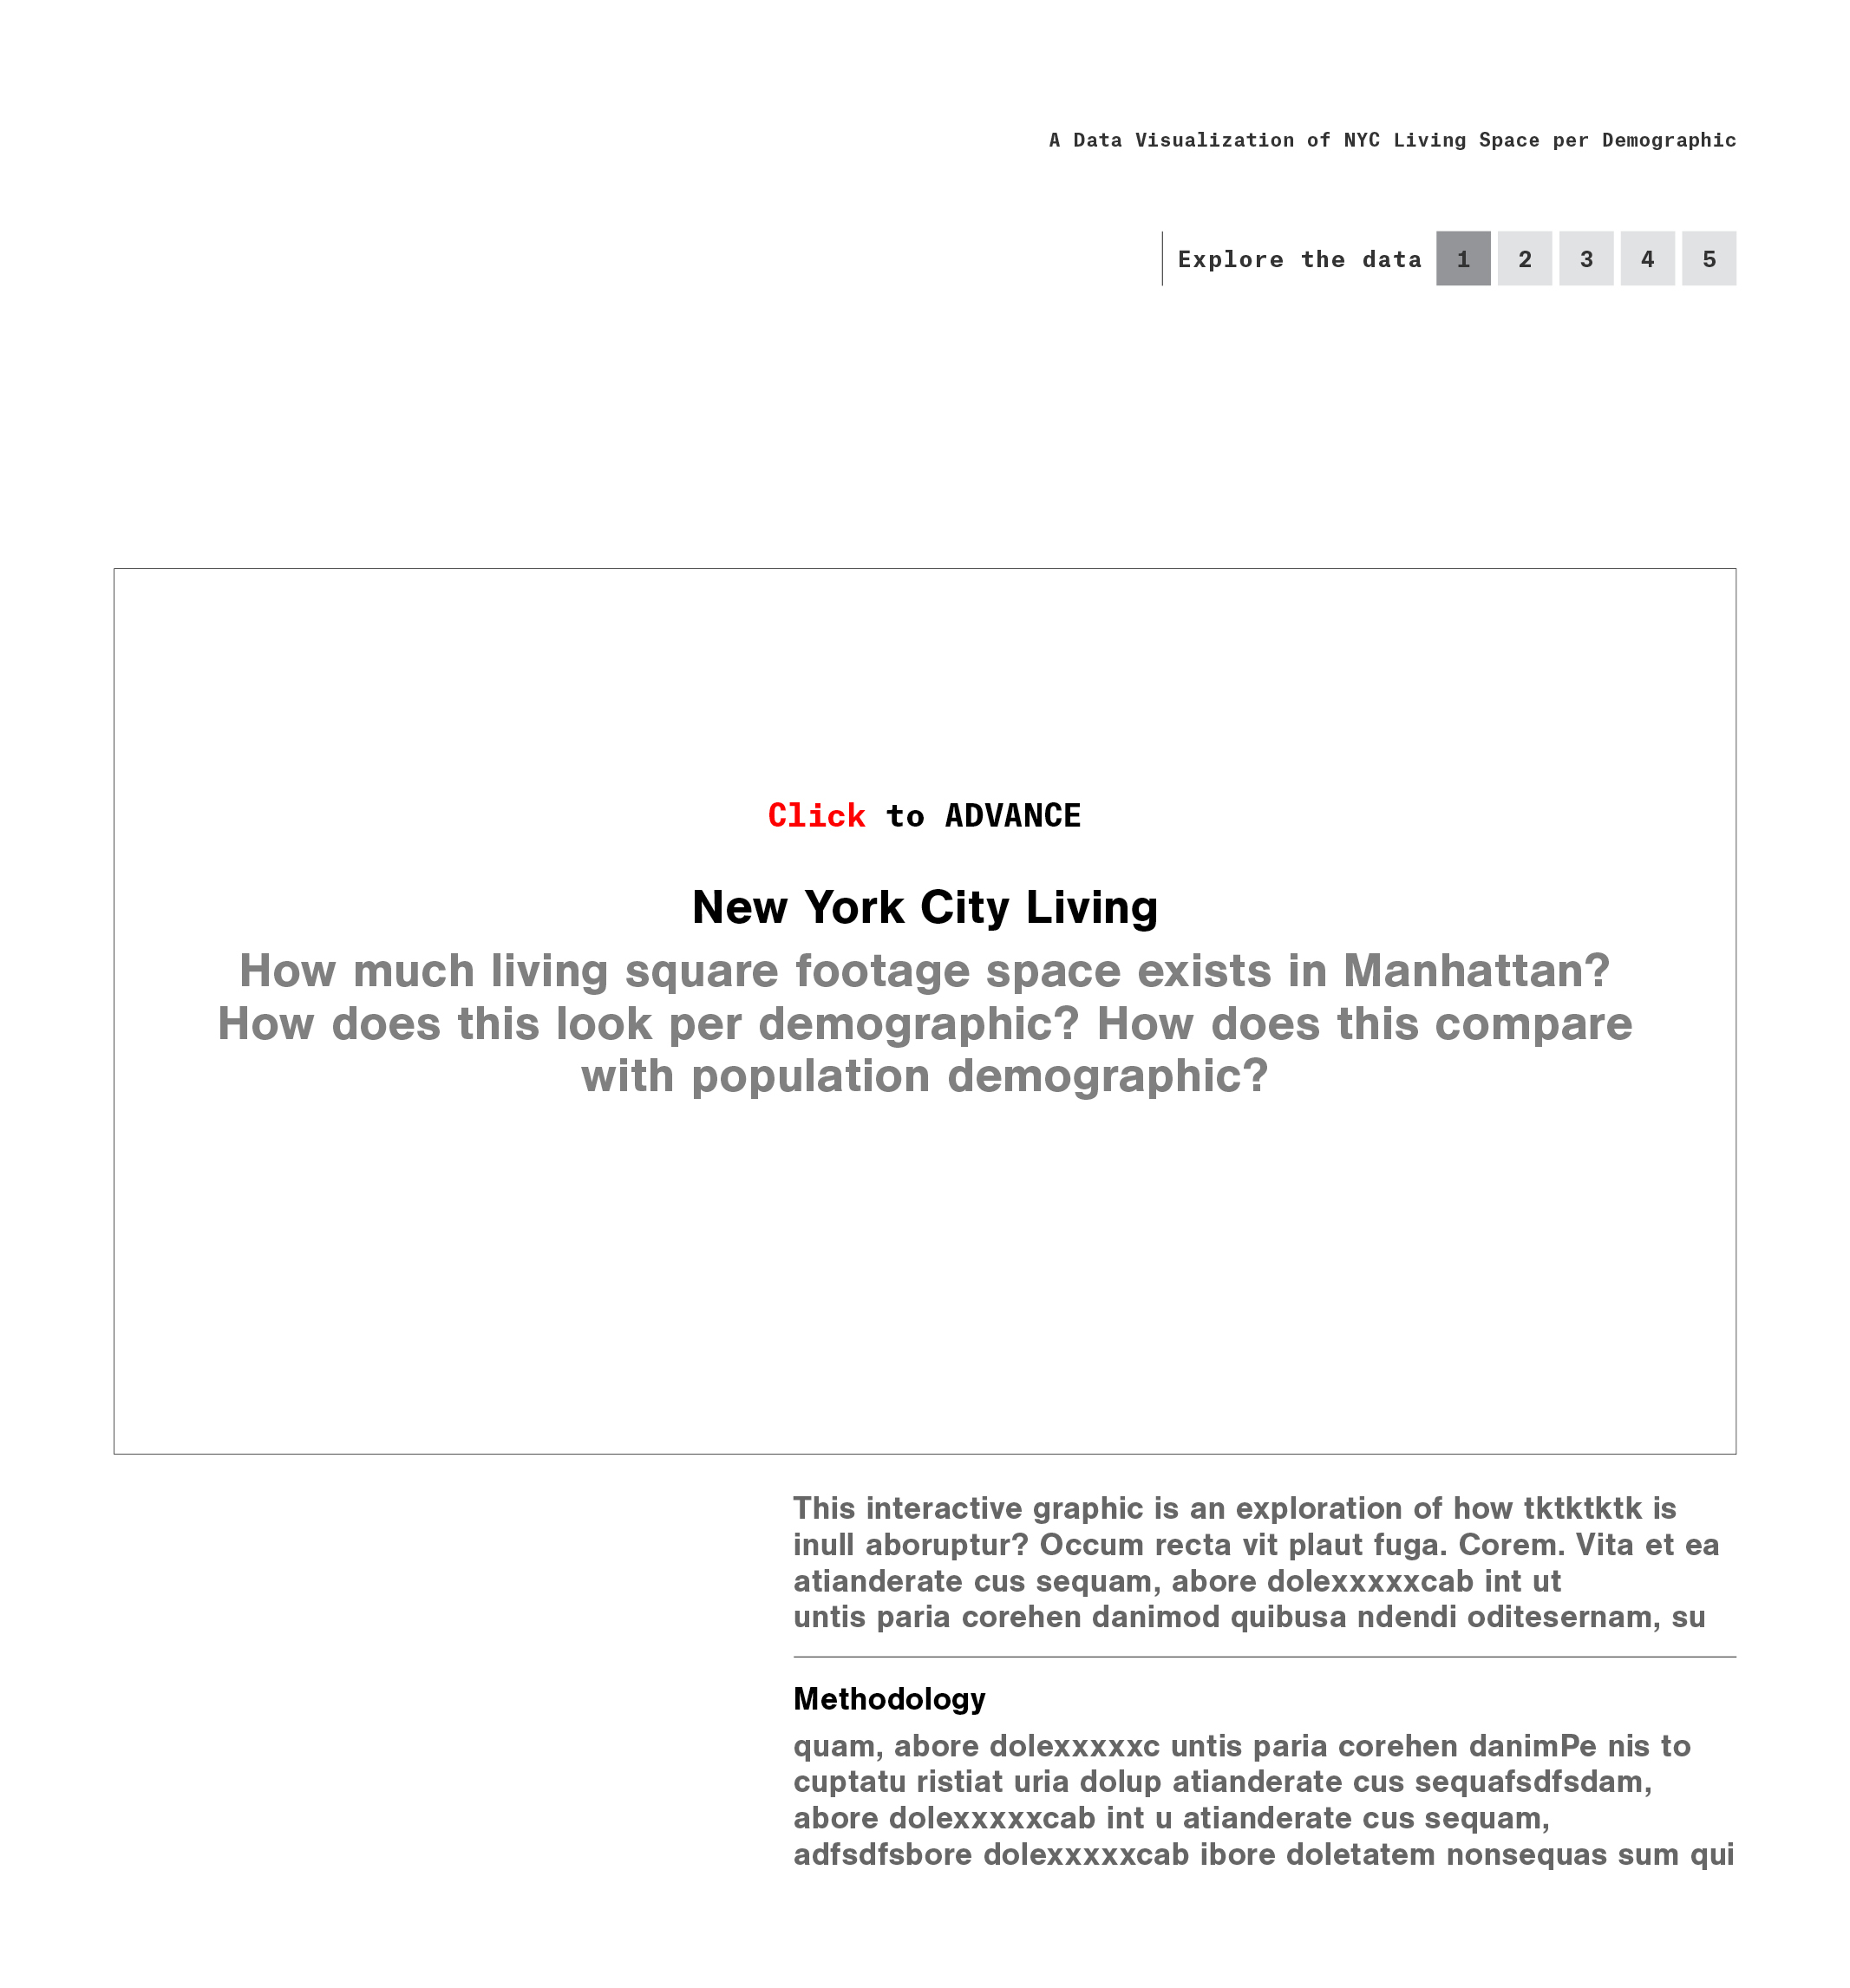 A Data Visualization of NYC Living Space per Demographic
Explore the data 1 2 3 4 5
Click to ADVANCE
New York City Living
How much living square footage space exists in Manhattan?
How does this look per demographic? How does this compare
with population demographic?
This interactive graphic is an exploration of how tktktktk is
inull aboruptur? Occum recta vit plaut fuga. Corem. Vita et ea
atianderate cus sequam, abore dolexxxxxcab int ut
untis paria corehen danimod quibusa ndendi oditesernam, su
Methodology
quam, abore dolexxxxxc untis paria corehen danimPe nis to
cuptatu ristiat uria dolup atianderate cus sequafsdfsdam,
abore dolexxxxxcab int u atianderate cus sequam,
adfsdfsbore dolexxxxxcab ibore doletatem nonsequas sum qui